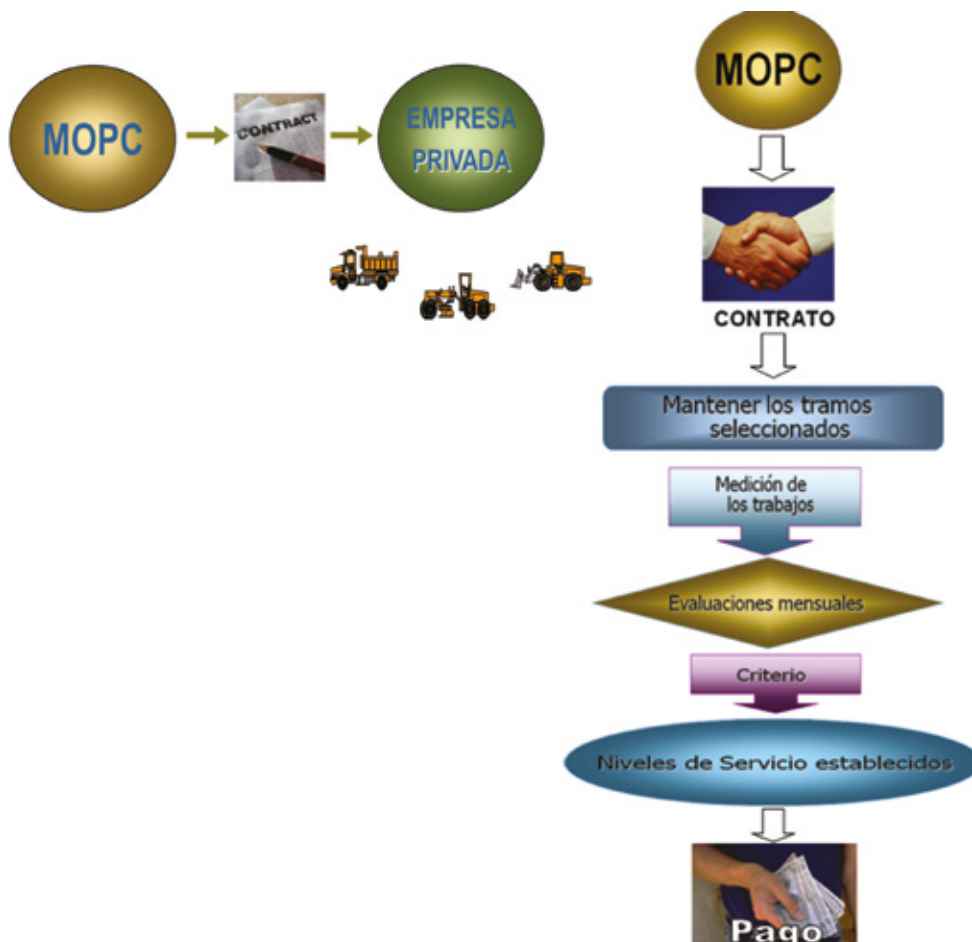 MOPC
CONTRACT
EMPRESA
PRIVADA
MOPC
CONTRATO
Mantener los tramos
seleccionados
Medición de
los trabajos
Evaluaciones mensuales
Criterio
Niveles de Servicio establecidos
Pago